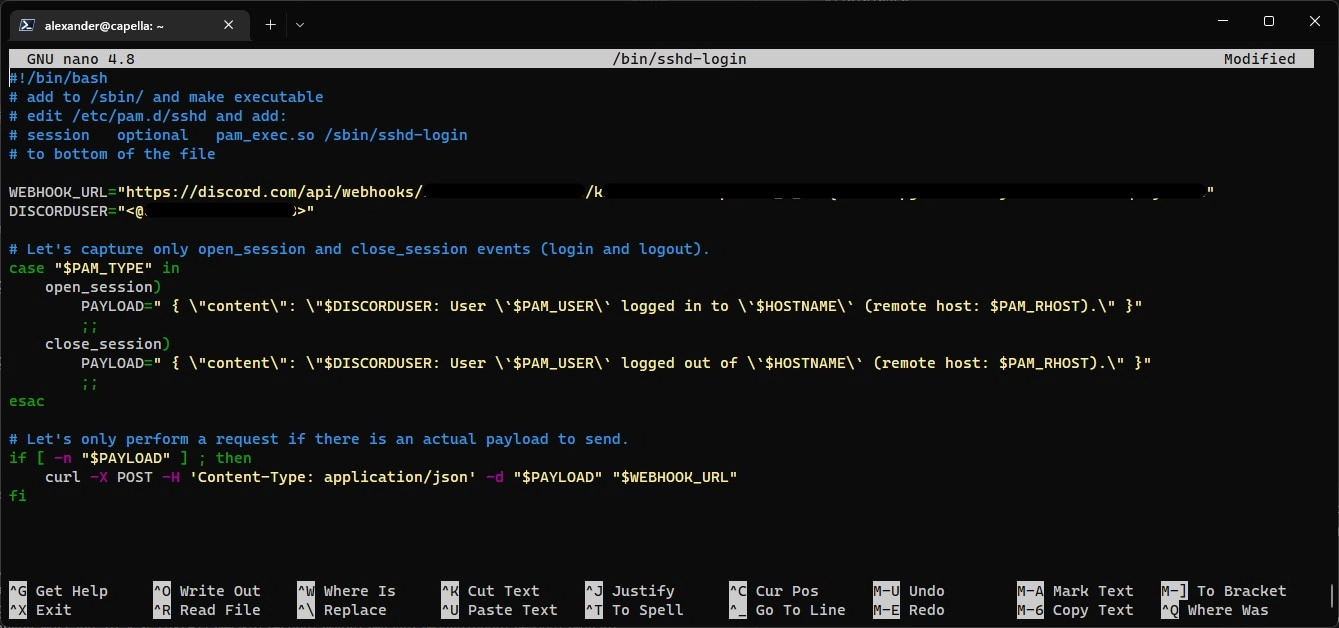 alexander@capella: ~
GNU nano 4.8 /bin/sshd-login Modified
#!/bin/bash
# add to /sbin/ and make executable
# edit /etc/pam.d/sshd and add:
# session   optional   pam_exec.so /sbin/sshd-login
# to bottom of the file
WEBHOOK_URL="https://discord.com/api/webhooks/ /k "
DISCORDUSER="<@ >"
# Let's capture only open_session and close_session events (login and logout).
case "$PAM_TYPE" in
    open_session)
        PAYLOAD=" { \"content\": \"$DISCORDUSER: User \`$PAM_USER\` logged in to \`$HOSTNAME\` (remote host: $PAM_RHOST).\" }"
        ;;
    close_session)
        PAYLOAD=" { \"content\": \"$DISCORDUSER: User \`$PAM_USER\` logged out of \`$HOSTNAME\` (remote host: $PAM_RHOST).\" }"
        ;;
esac
# Let's only perform a request if there is an actual payload to send.
if [ -n "$PAYLOAD" ] ; then
    curl -X POST -H 'Content-Type: application/json' -d "$PAYLOAD" "$WEBHOOK_URL"
fi
^G Get Help ^O Write Out ^W Where Is ^K Cut Text ^J Justify ^C Cur Pos M-U Undo M-A Mark Text M-] To Bracket
^X Exit ^R Read File ^\ Replace ^U Paste Text ^T To Spell ^_ Go To Line M-E Redo M-6 Copy Text ^Q Where Was